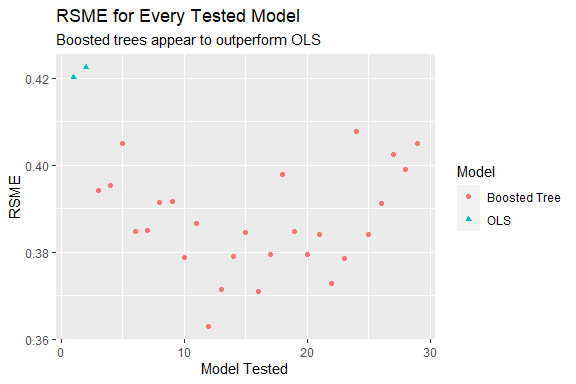 RSME for Every Tested Model
Boosted trees appear to outperform OLS
0.42
0.40
0.38
0.36
RSME
0
10
20
30
Model Tested
Model
Boosted Tree
OLS